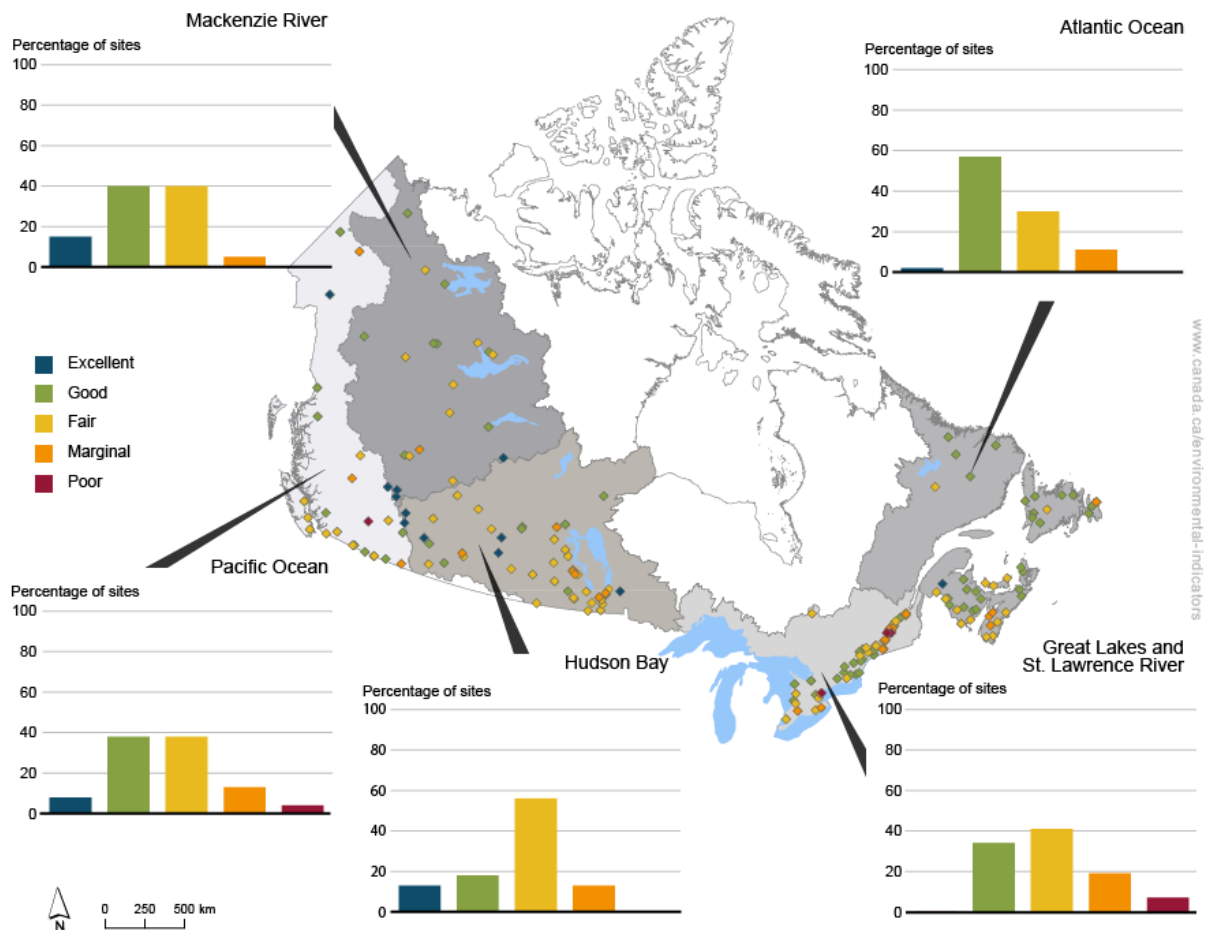 Mackenzie River
Percentage of sites
100
80
60
40
20
0
Atlantic Ocean
Percentage of sites
100
80
60
40
20
0
Excellent
Good
Fair
Marginal
Poor
www.canada.ca/environmental-indicators
Pacific Ocean
Percentage of sites
100
80
60
40
20
0
Hudson Bay
Percentage of sites
100
80
60
40
20
0
Great Lakes and
St. Lawrence River
Percentage of sites
100
80
60
40
20
0
N
0 250 500 km